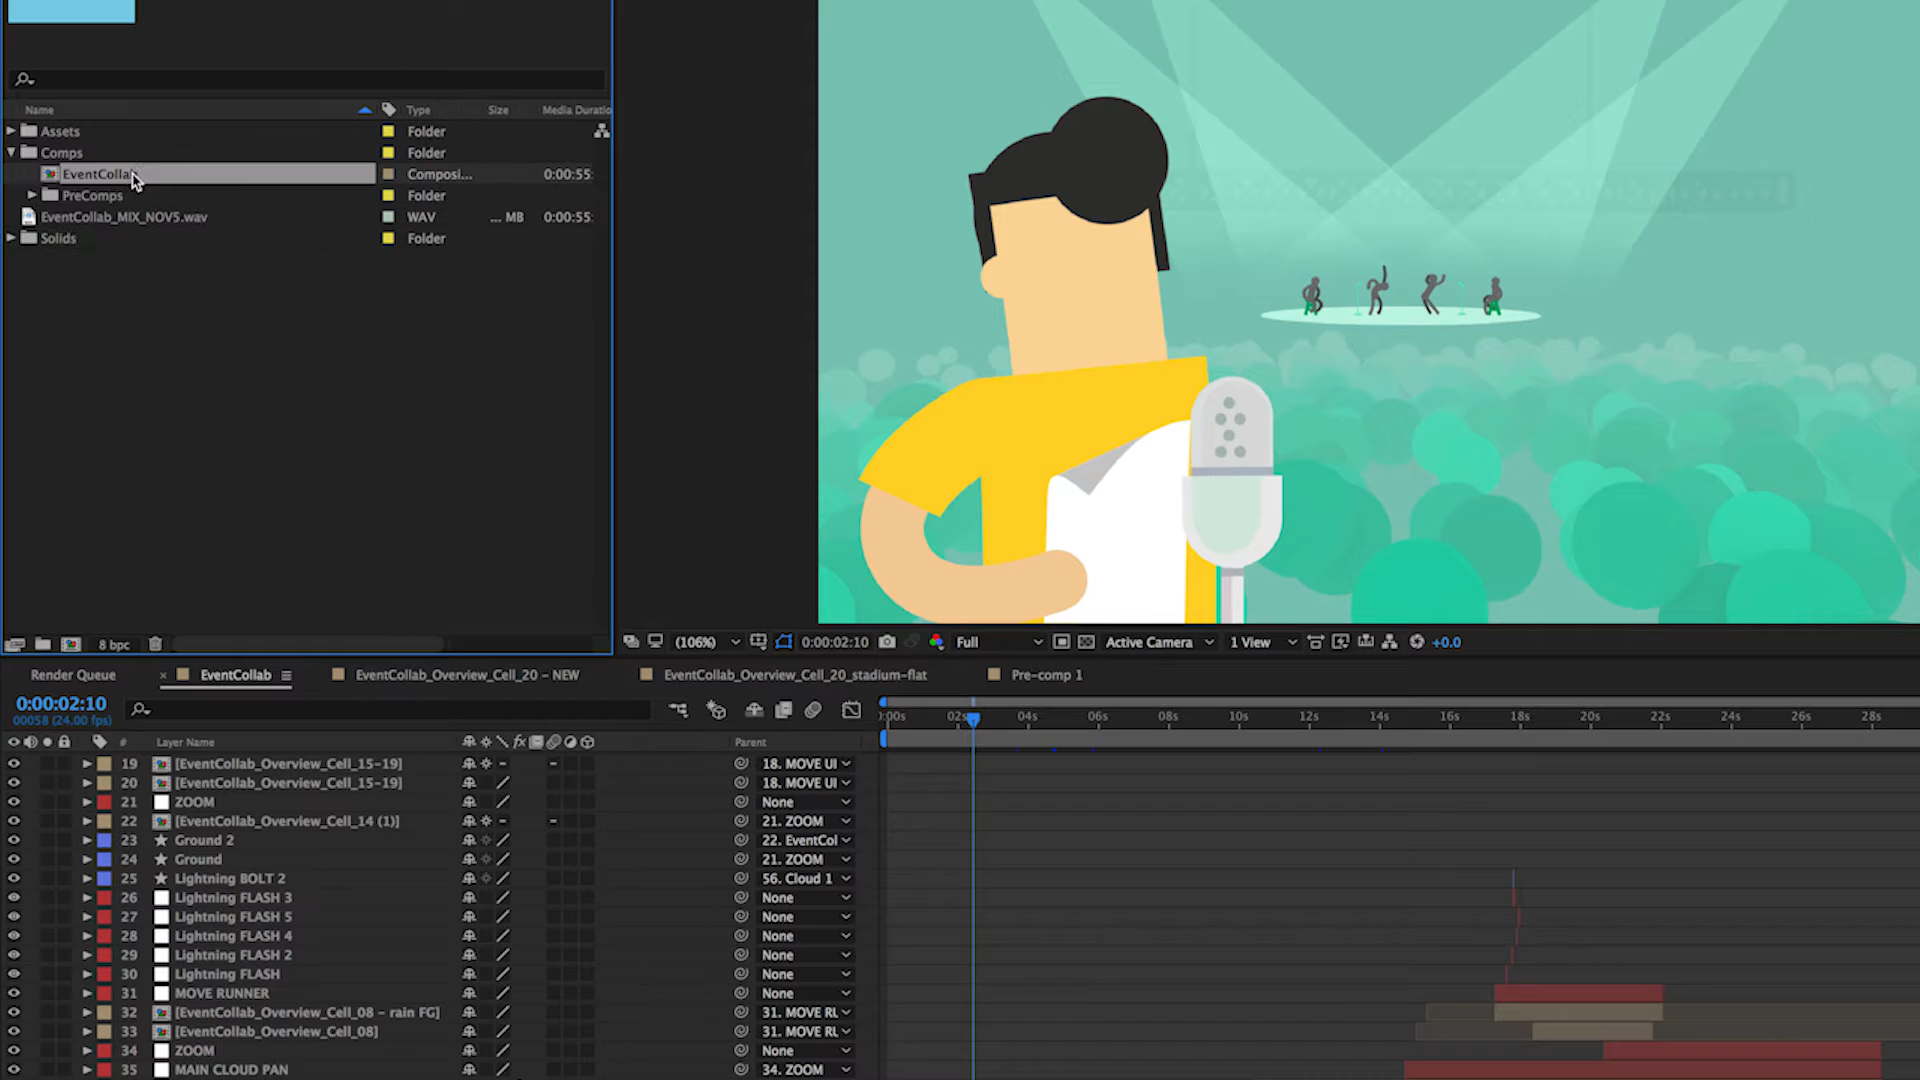 Name Type Size Media Duratio
Assets Folder
Comps Folder
EventColla Composi... 0:00:55:
PreComps Folder
EventCollab_MIX_NOV5.wav WAV ... MB 0:00:55:
Solids Folder
8 bpc (106%) 0:00:02:10 Full Active Camera 1 View +0.0
Render Queue × EventCollab EventCollab_Overview_Cell_20 – NEW EventCollab_Overview_Cell_20_stadium-flat Pre-comp 1
0:00:02:10
00058 (24.00 fps)
):00s 02s 04s 06s 08s 10s 12s 14s 16s 18s 20s 22s 24s 26s 28s
# Layer Name fx Parent
19 [EventCollab_Overview_Cell_15-19] 18. MOVE UI
20 [EventCollab_Overview_Cell_15-19] 18. MOVE UI
21 ZOOM None
22 [EventCollab_Overview_Cell_14 (1)] 21. ZOOM
23 Ground 2 22. EventCol
24 Ground 21. ZOOM
25 Lightning BOLT 2 56. Cloud 1
26 Lightning FLASH 3 None
27 Lightning FLASH 5 None
28 Lightning FLASH 4 None
29 Lightning FLASH 2 None
30 Lightning FLASH None
31 MOVE RUNNER None
32 [EventCollab_Overview_Cell_08 – rain FG] 31. MOVE RL
33 [EventCollab_Overview_Cell_08] 31. MOVE RL
34 ZOOM None
35 MAIN CLOUD PAN 34. ZOOM